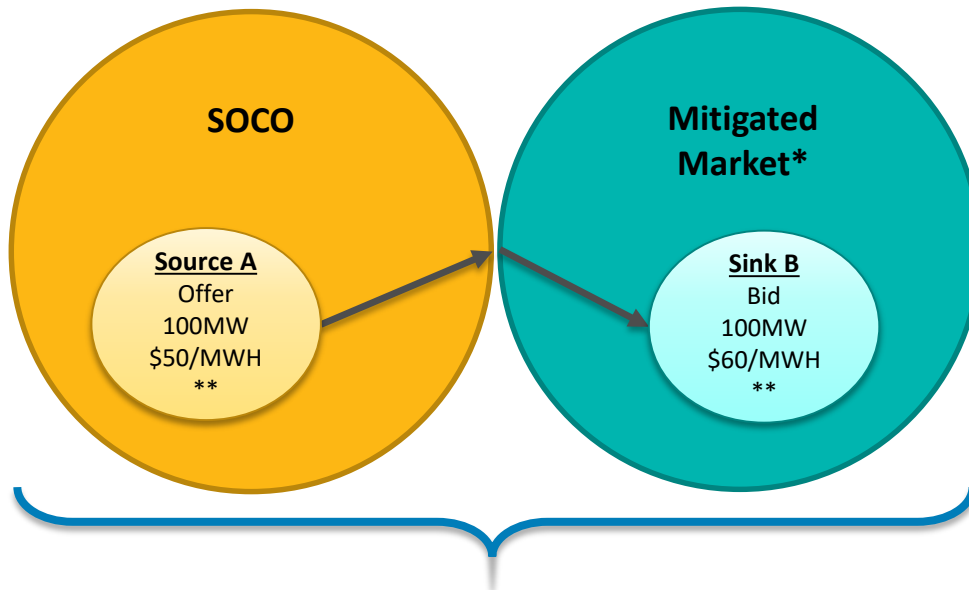 SOCO
Mitigated
Market*
Source A
Offer
100MW
$50/MWH
**
Sink B
Bid
100MW
$60/MWH
**